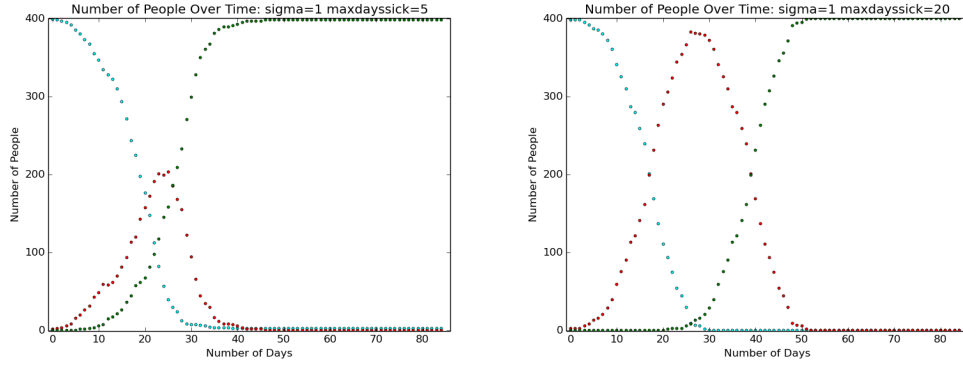 Number of People Over Time: sigma=1 maxdayssick=5
400
300
200
100
0
Number of People
0 10 20 30 40 50 60 70 80
Number of Days
Number of People Over Time: sigma=1 maxdayssick=20
400
300
200
100
0
Number of People
0 10 20 30 40 50 60 70 80
Number of Days